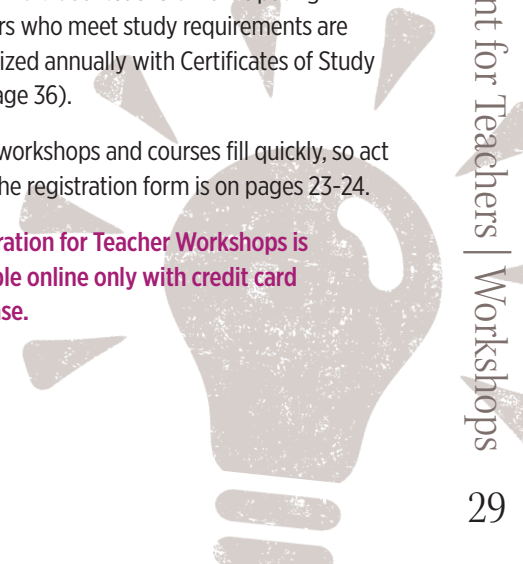 rs who meet study requirements are
ized annually with Certificates of Study
age 36).
workshops and courses fill quickly, so act
he registration form is on pages 23-24.
ration for Teacher Workshops is
ble online only with credit card
se.
nt for Teachers | Workshops
29